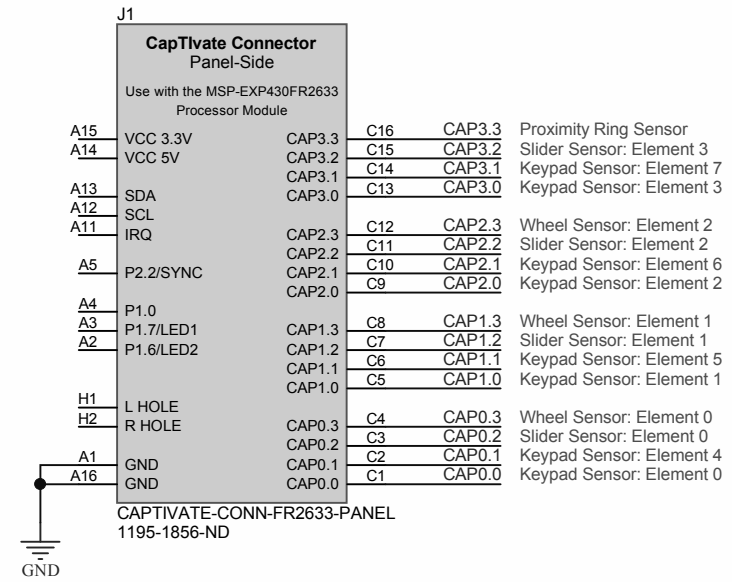 J1
CapTIvate Connector
Panel-Side
Use with the MSP-EXP430FR2633
Processor Module
A15 VCC 3.3V CAP3.3 C16 CAP3.3 Proximity Ring Sensor
A14 VCC 5V CAP3.2 C15 CAP3.2 Slider Sensor: Element 3
CAP3.1 C14 CAP3.1 Keypad Sensor: Element 7
A13 SDA CAP3.0 C13 CAP3.0 Keypad Sensor: Element 3
A12 SCL
A11 IRQ CAP2.3 C12 CAP2.3 Wheel Sensor: Element 2
CAP2.2 C11 CAP2.2 Slider Sensor: Element 2
A5 P2.2/SYNC CAP2.1 C10 CAP2.1 Keypad Sensor: Element 6
CAP2.0 C9 CAP2.0 Keypad Sensor: Element 2
A4 P1.0
A3 P1.7/LED1 CAP1.3 C8 CAP1.3 Wheel Sensor: Element 1
A2 P1.6/LED2 CAP1.2 C7 CAP1.2 Slider Sensor: Element 1
CAP1.1 C6 CAP1.1 Keypad Sensor: Element 5
CAP1.0 C5 CAP1.0 Keypad Sensor: Element 1
H1 L HOLE
H2 R HOLE CAP0.3 C4 CAP0.3 Wheel Sensor: Element 0
CAP0.2 C3 CAP0.2 Slider Sensor: Element 0
A1 GND CAP0.1 C2 CAP0.1 Keypad Sensor: Element 4
A16 GND CAP0.0 C1 CAP0.0 Keypad Sensor: Element 0
CAPTIVATE-CONN-FR2633-PANEL
1195-1856-ND
GND